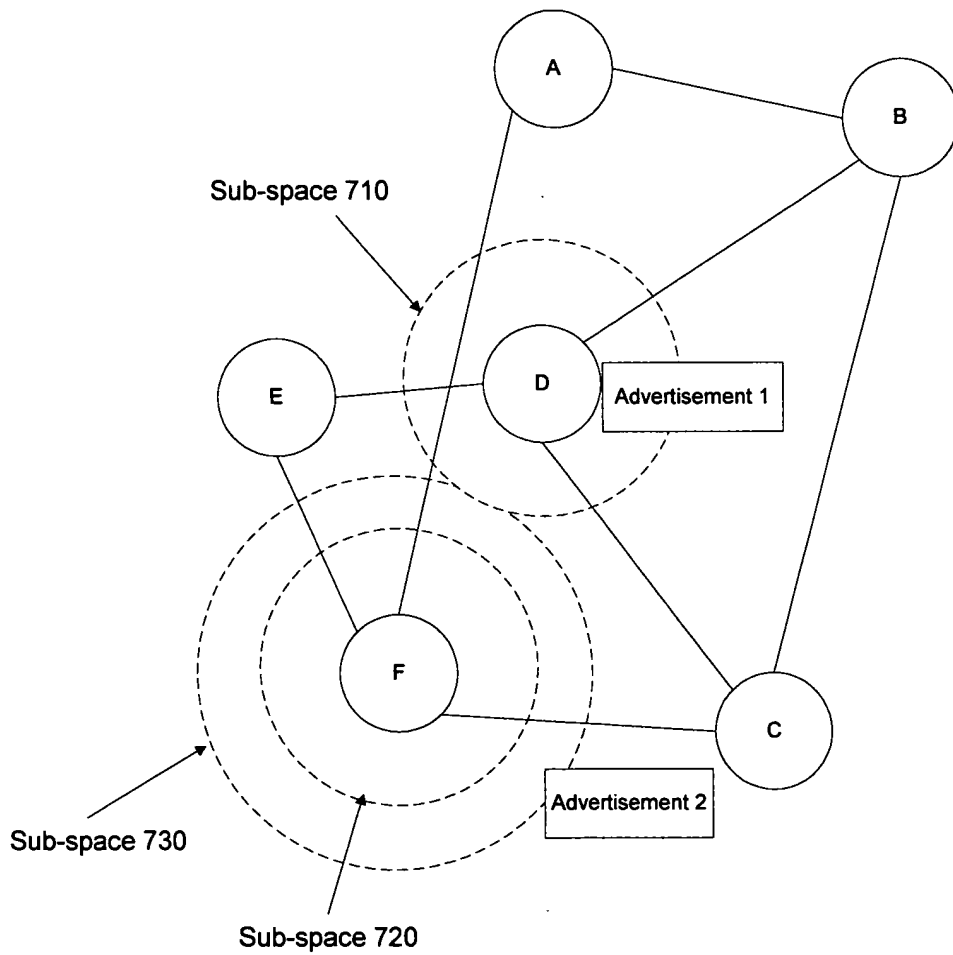 A
B
Sub-space 710
E
D
Advertisement 1
F
C
Advertisement 2
Sub-space 730
Sub-space 720